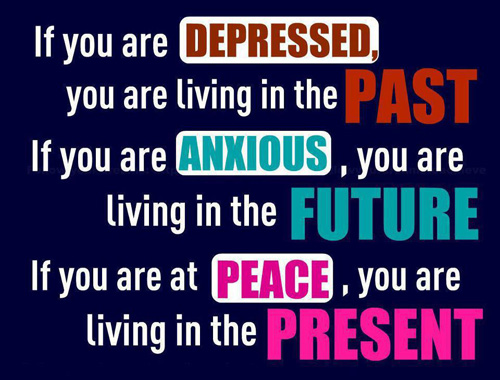 If you are DEPRESSED,
you are living in the PAST
If you are ANXIOUS , you are
living in the FUTURE
If you are at PEACE , you are
living in the PRESENT